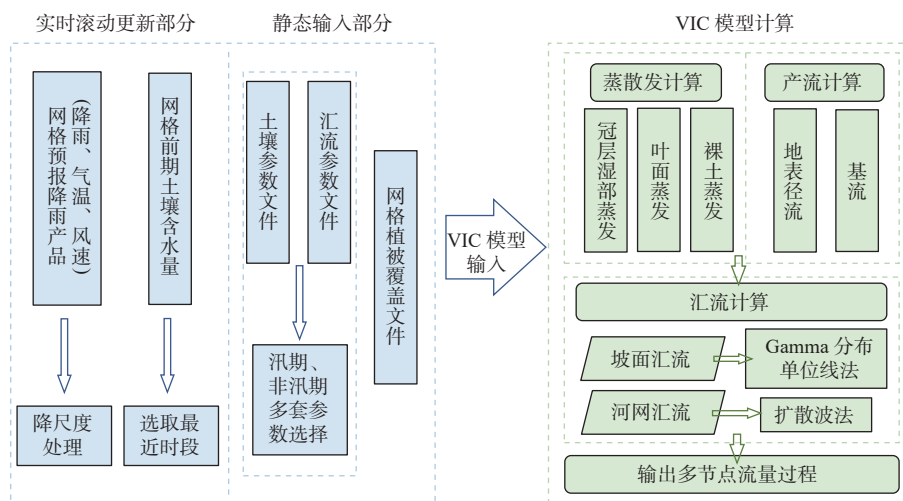 实时滚动更新部分
静态输入部分
VIC 模型计算
网格预报降雨产品
(降雨、气温、风速)
网格前期土壤含水量
降尺度
处理
选取最
近时段
土壤参数文件
汇流参数文件
汛期、
非汛期
多套参
数选择
网格植被覆盖文件
VIC 模型
输入
蒸散发计算
冠层湿部蒸发
叶面蒸发
裸土蒸发
产流计算
地表径流
基流
汇流计算
坡面汇流
Gamma 分布
单位线法
河网汇流
扩散波法
输出多节点流量过程